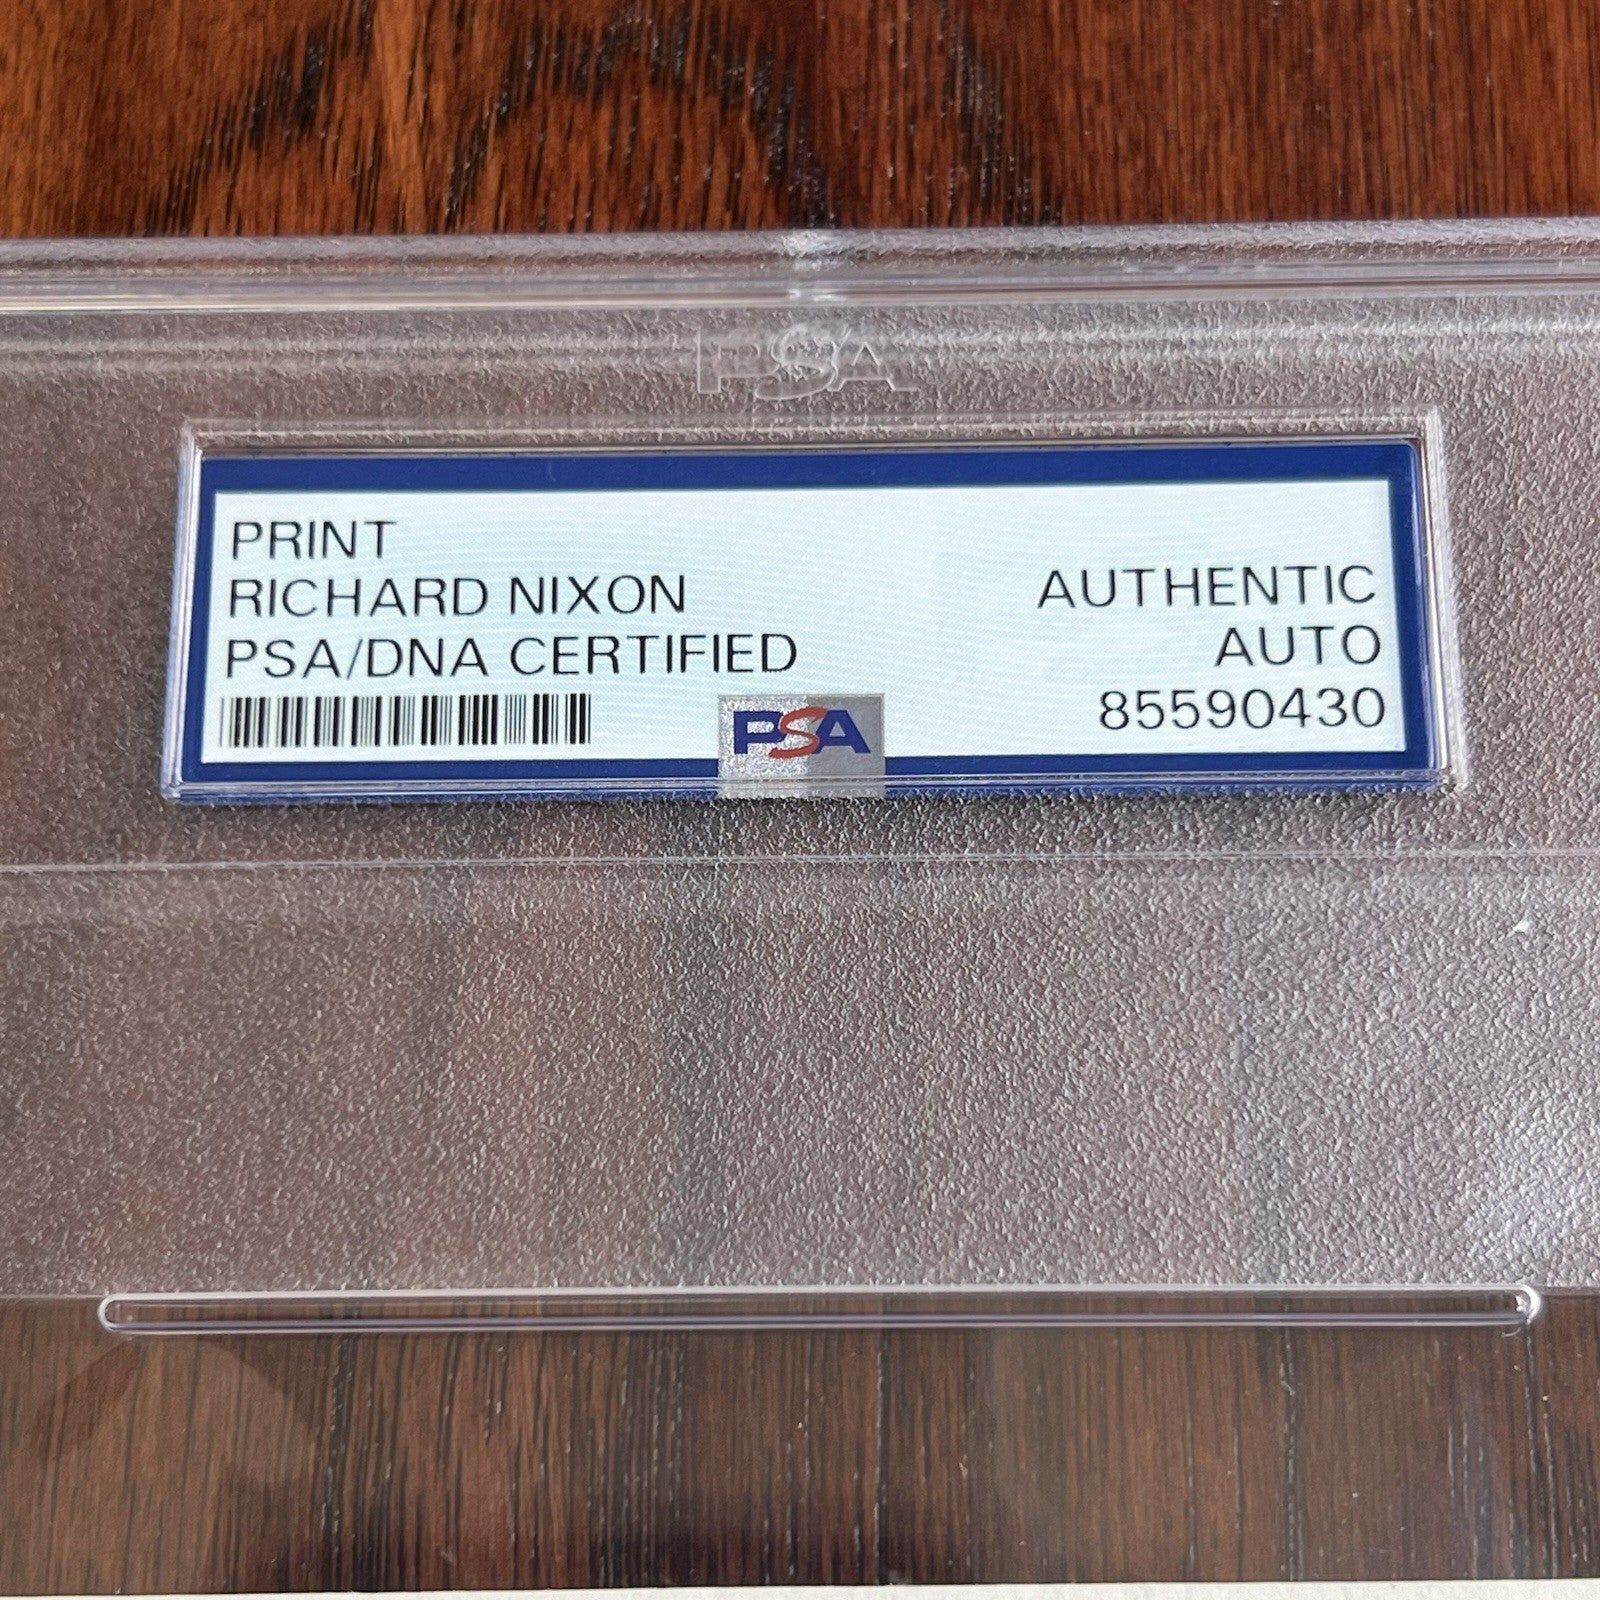 PSA
PRINT
RICHARD NIXON
PSA/DNA CERTIFIED
AUTHENTIC
AUTO
85590430
PSA